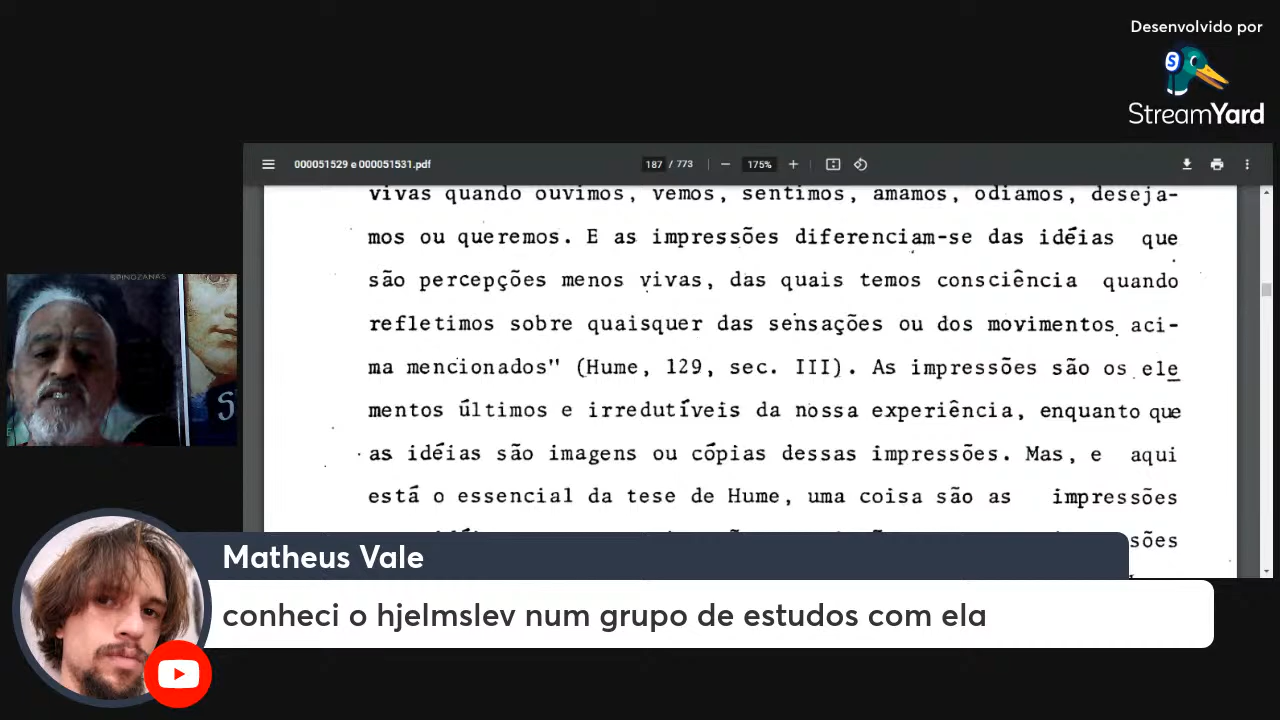 Desenvolvido por
StreamYard
000051529 e 000051531.pdf
187 / 773
175%
vivas quando ouvimos, vemos, sentimos, amamos, odiamos, deseja-
mos ou queremos. E as impressões diferenciam-se das idéias que
são percepções menos vivas, das quais temos consciência quando
refletimos sobre quaisquer das sensações ou dos movimentos aci-
ma mencionados" (Hume, 129, sec. III). As impressões são os ele
mentos últimos e irredutíveis da nossa experiência, enquanto que
as idéias são imagens ou cópias dessas impressões. Mas, e aqui
está o essencial da tese de Hume, uma coisa são as impressões
SPINOZANAS
S
Matheus Vale
conheci o hjelmslev num grupo de estudos com ela